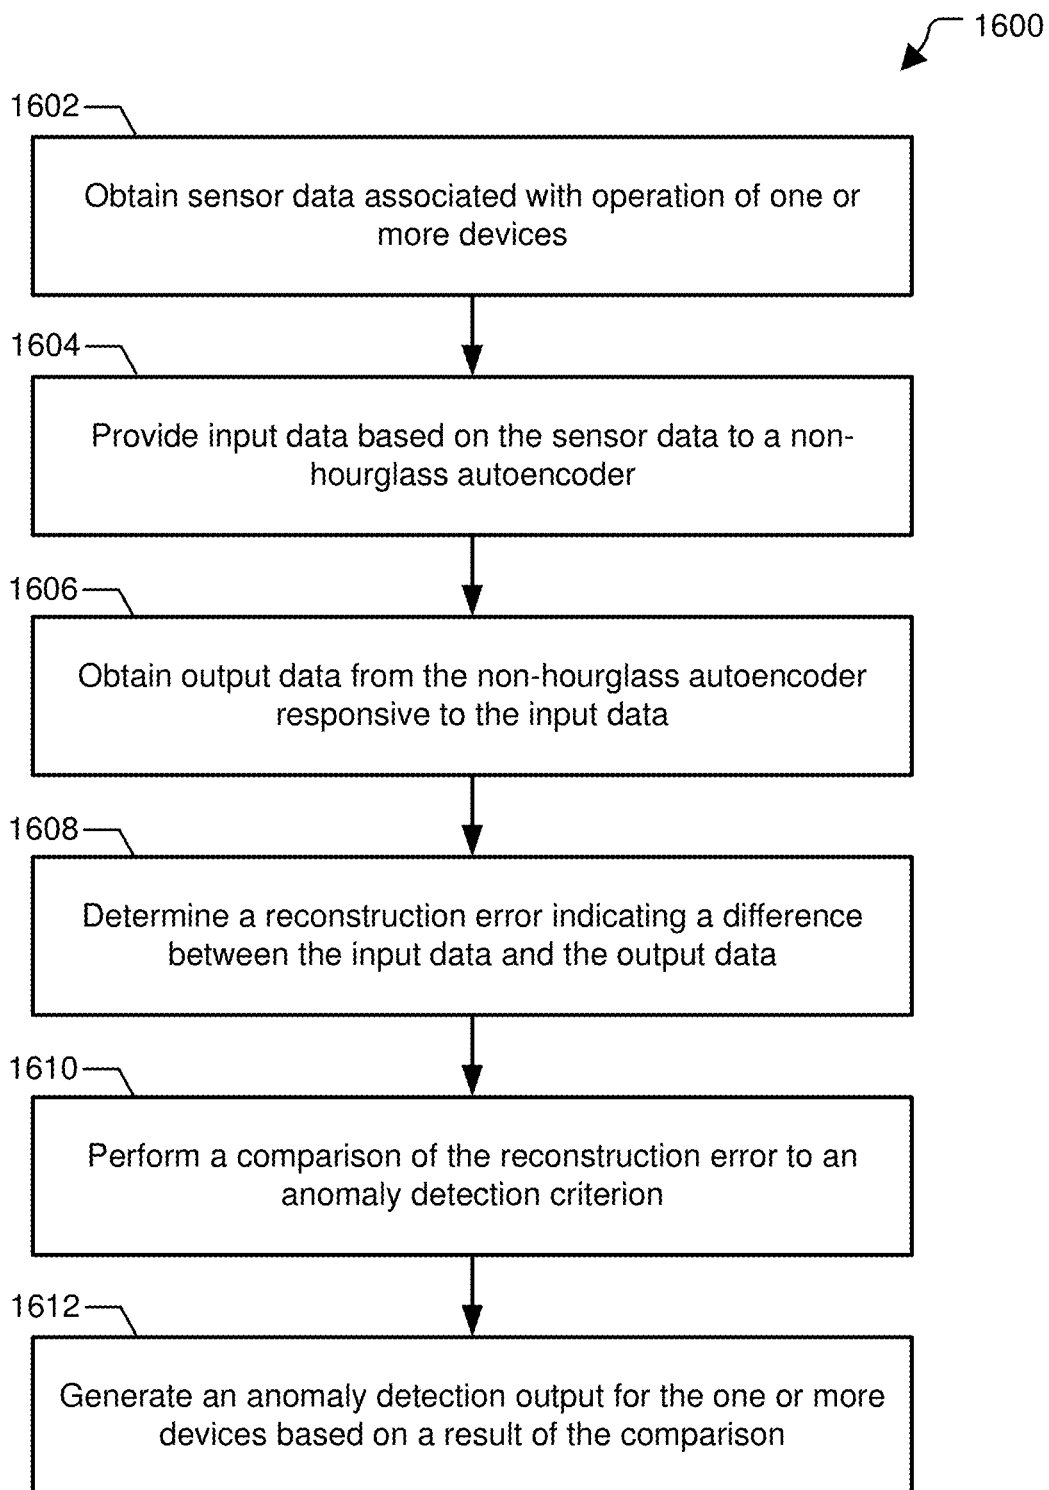 1600
1602
Obtain sensor data associated with operation of one or
more devices
1604
Provide input data based on the sensor data to a non-
hourglass autoencoder
1606
Obtain output data from the non-hourglass autoencoder
responsive to the input data
1608
Determine a reconstruction error indicating a difference
between the input data and the output data
1610
Perform a comparison of the reconstruction error to an
anomaly detection criterion
1612
Generate an anomaly detection output for the one or more
devices based on a result of the comparison